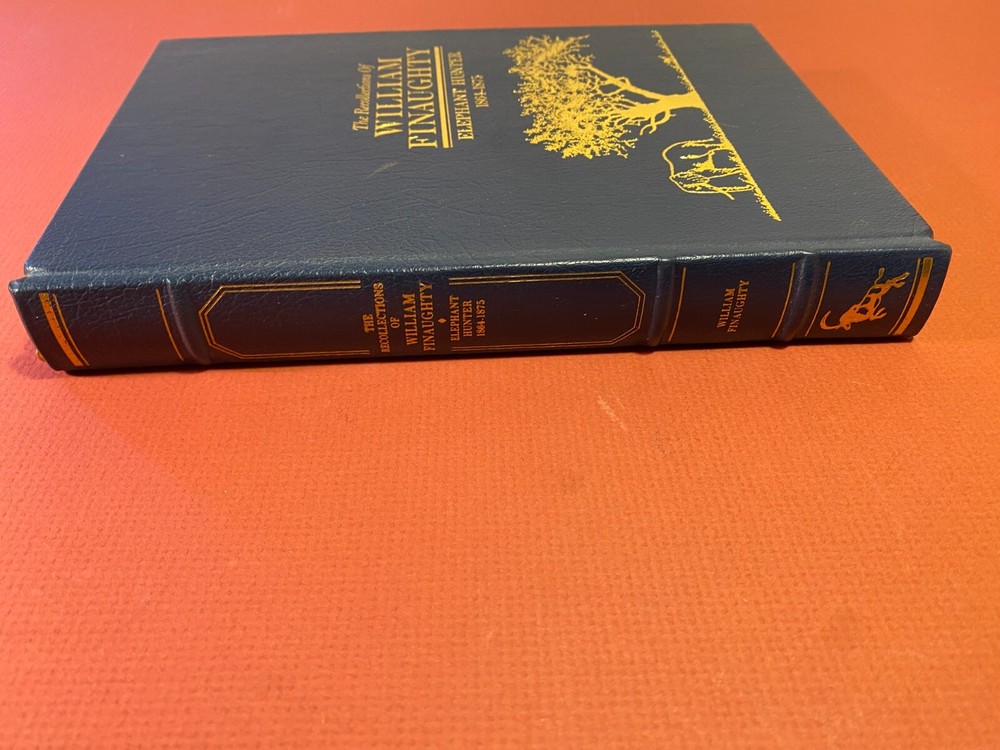 The Recollections Of
WILLIAM
FINAUGHTY
ELEPHANT HUNTER
1864-1875
THE
RECOLLECTIONS
OF
WILLIAM
FINAUGHTY
ELEPHANT
HUNTER
1864-1875
WILLIAM
FINAUGHTY